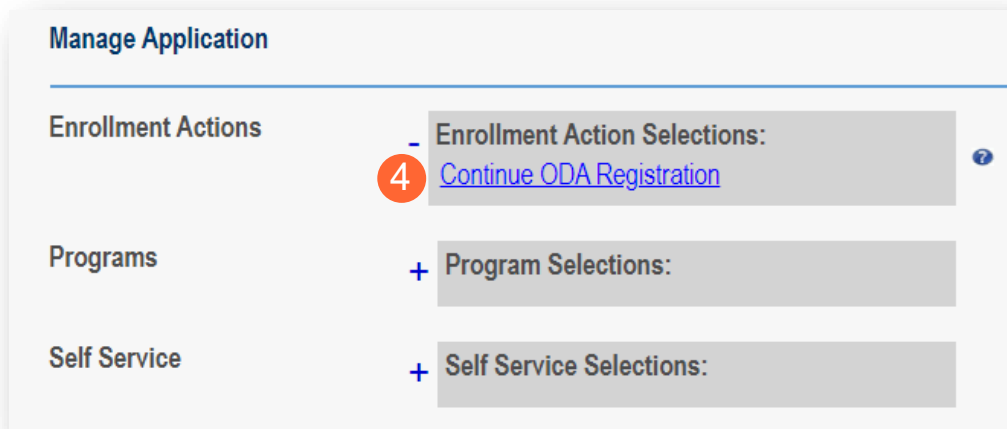 Manage Application
Enrollment Actions
- Enrollment Action Selections:
4 Continue ODA Registration
?
Programs
+ Program Selections:
Self Service
+ Self Service Selections: